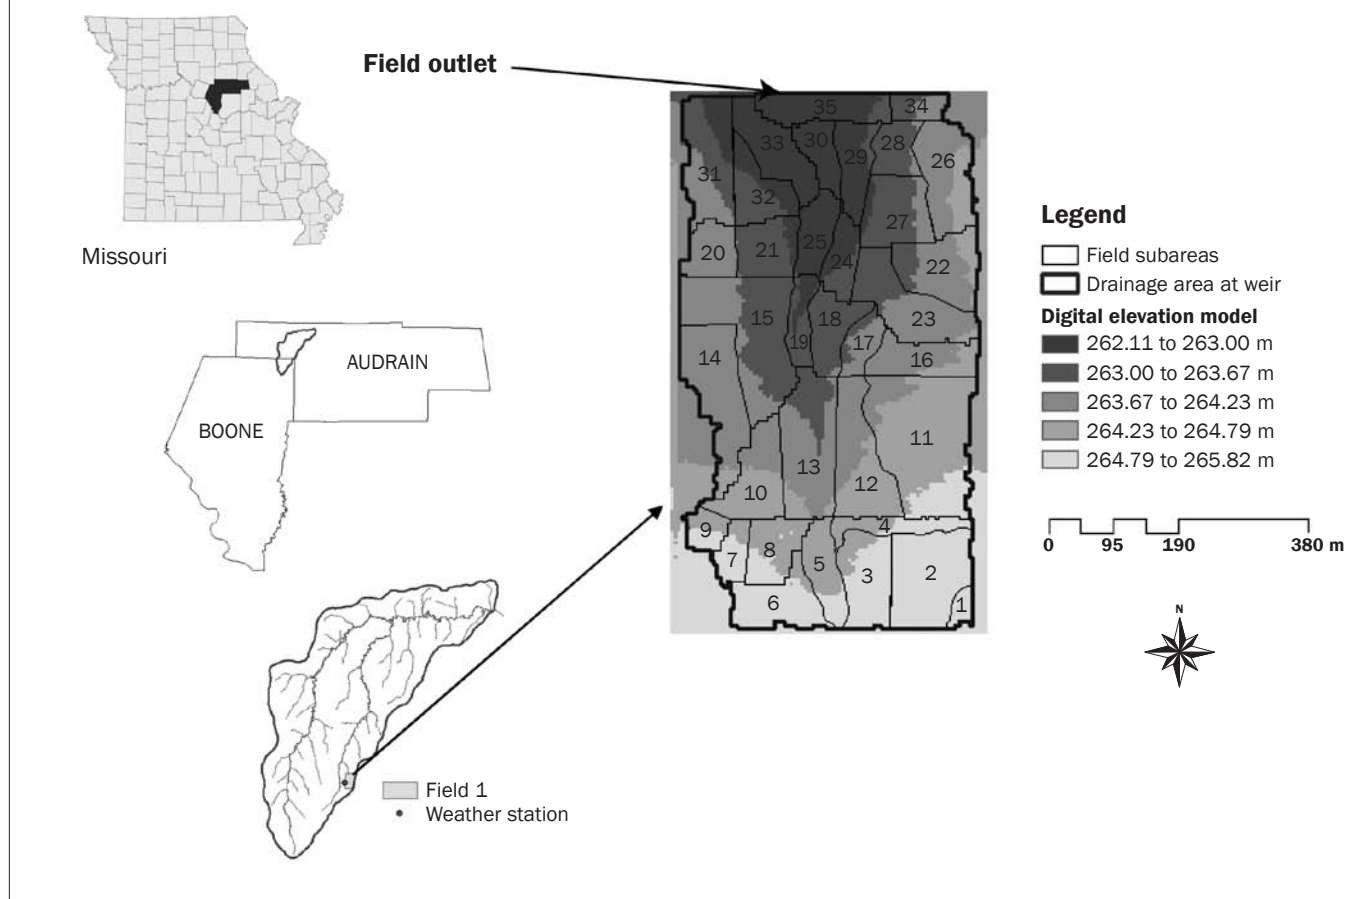 Missouri
Field outlet
AUDRAIN
BOONE
Field 1
Weather station
35
34
33
30
29
28
26
31
32
27
25
21
20
24
22
15
18
23
19
17
14
16
11
13
12
10
9
4
8
7
5
3
2
6
1
Legend
Field subareas
Drainage area at weir
Digital elevation model
262.11 to 263.00 m
263.00 to 263.67 m
263.67 to 264.23 m
264.23 to 264.79 m
264.79 to 265.82 m
0 95 190 380 m
N